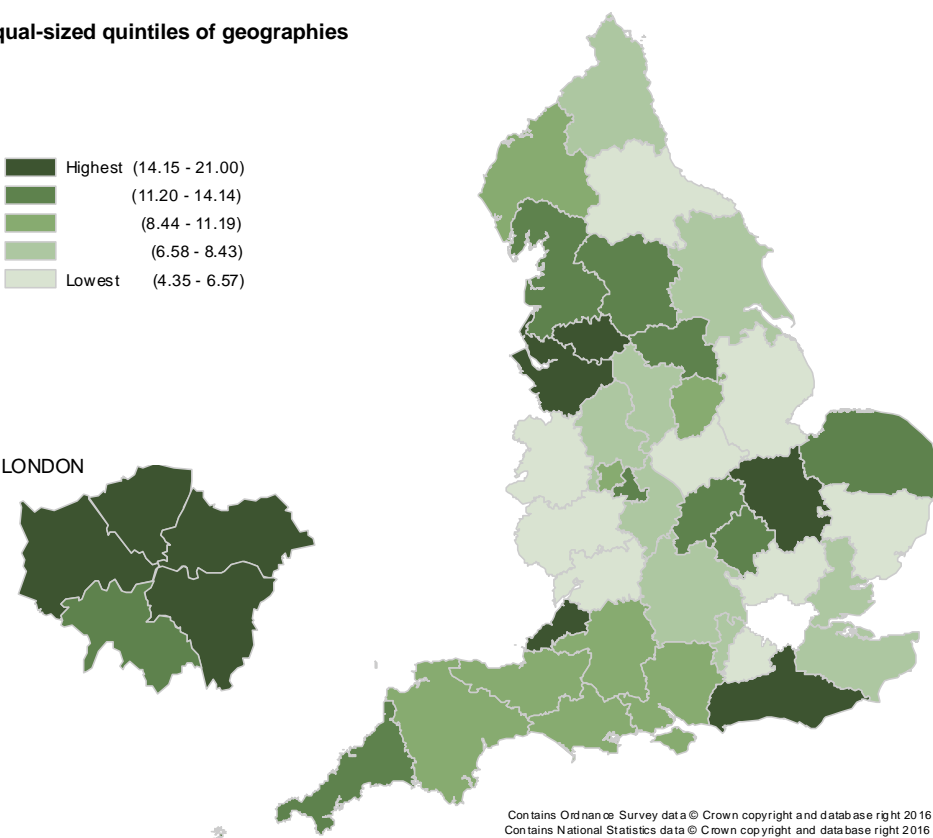 qual-sized quintiles of geographies
Highest (14.15 - 21.00)
(11.20 - 14.14)
(8.44 - 11.19)
(6.58 - 8.43)
Lowest (4.35 - 6.57)
LONDON
Contains Ordnance Survey data © Crown copyright and database right 2016
Contains National Statistics data © Crown copyright and database right 2016